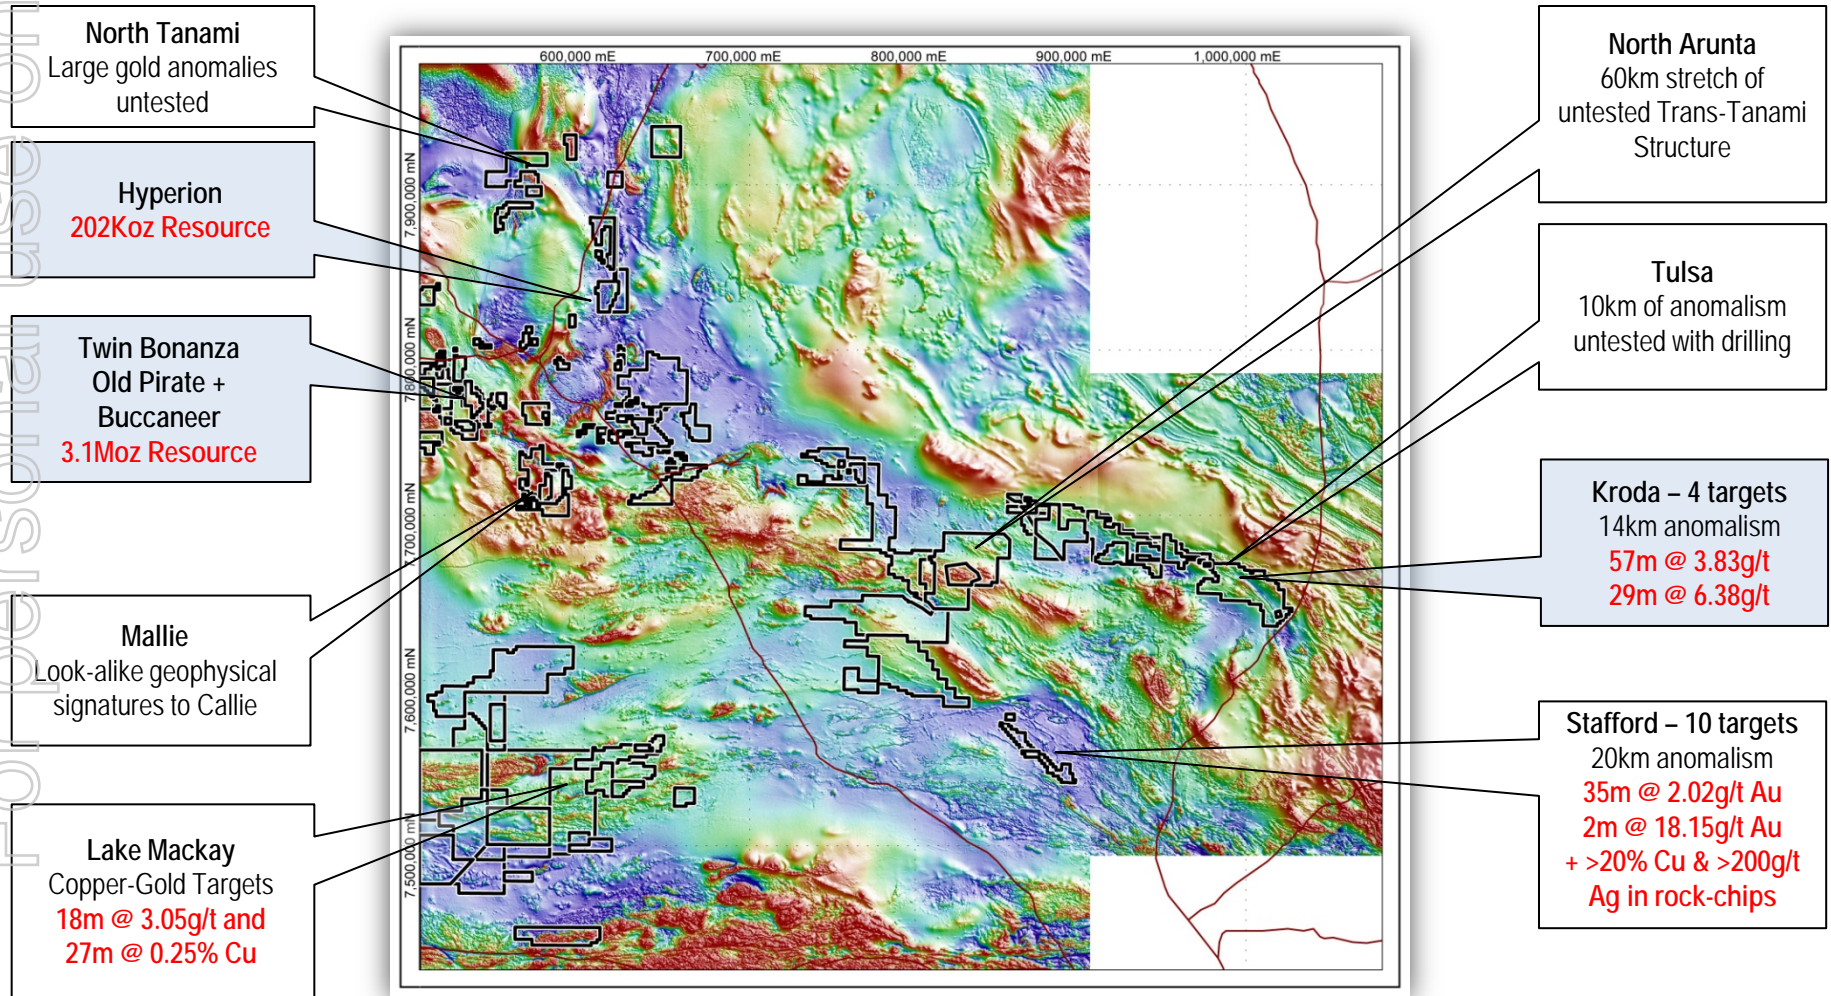 For personal use on
North Tanami
Large gold anomalies
untested
Hyperion
202Koz Resource
Twin Bonanza
Old Pirate +
Buccaneer
3.1Moz Resource
Mallie
Look-alike geophysical
signatures to Callie
Lake Mackay
Copper-Gold Targets
18m @ 3.05g/t and
27m @ 0.25% Cu
600,000 mE
700,000 mE
800,000 mE
900,000 mE
1,000,000 mE
7,900,000 mN
7,800,000 mN
7,700,000 mN
7,600,000 mN
7,500,000 mN
North Arunta
60km stretch of
untested Trans-Tanami
Structure
Tulsa
10km of anomalism
untested with drilling
Kroda – 4 targets
14km anomalism
57m @ 3.83g/t
29m @ 6.38g/t
Stafford – 10 targets
20km anomalism
35m @ 2.02g/t Au
2m @ 18.15g/t Au
+ >20% Cu & >200g/t
Ag in rock-chips